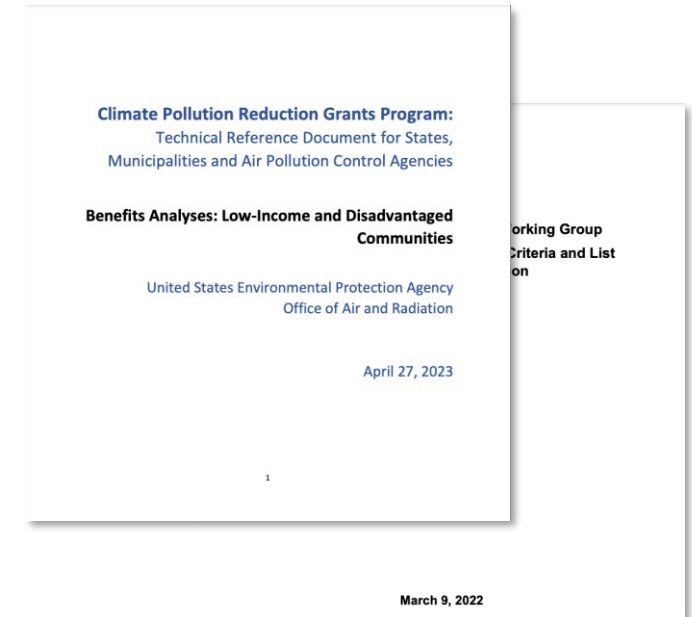 Climate Pollution Reduction Grants Program:
Technical Reference Document for States,
Municipalities and Air Pollution Control Agencies
Benefits Analyses: Low-Income and Disadvantaged
Communities
United States Environmental Protection Agency
Office of Air and Radiation
April 27, 2023
1
Group
Criteria and List
March 9, 2022